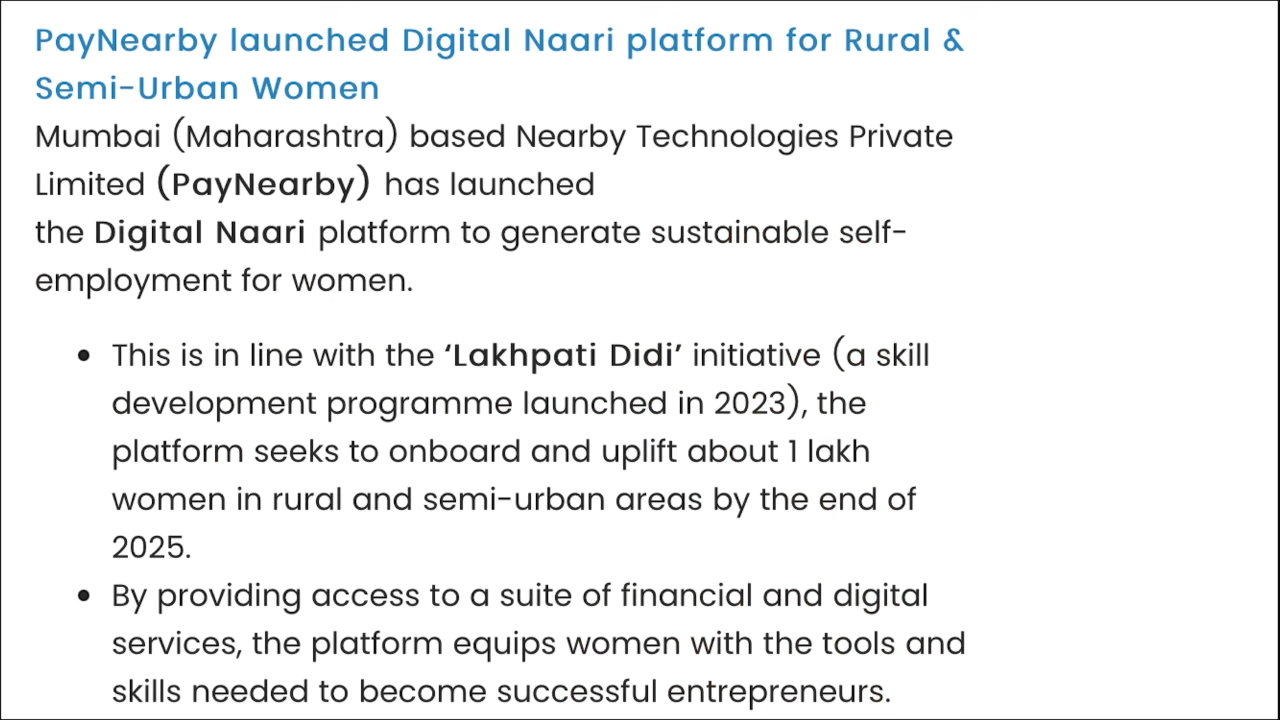 PayNearby launched Digital Naari platform for Rural &
Semi-Urban Women
Mumbai (Maharashtra) based Nearby Technologies Private
Limited (PayNearby) has launched
the Digital Naari platform to generate sustainable self-
employment for women.
• This is in line with the ‘Lakhpati Didi’ initiative (a skill
development programme launched in 2023), the
platform seeks to onboard and uplift about 1 lakh
women in rural and semi-urban areas by the end of
2025.
• By providing access to a suite of financial and digital
services, the platform equips women with the tools and
skills needed to become successful entrepreneurs.